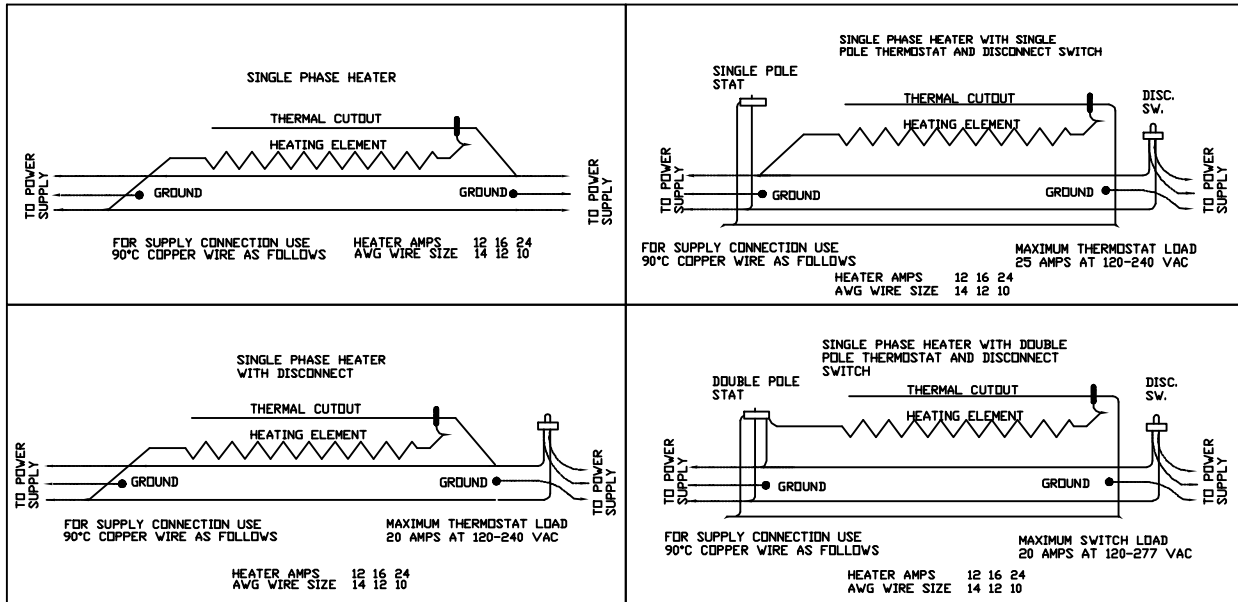 SINGLE PHASE HEATER
THERMAL CUTOUT
HEATING ELEMENT
TO POWER
SUPPLY
GROUND
GROUND
TO POWER
SUPPLY
FOR SUPPLY CONNECTION USE
90°C COPPER WIRE AS FOLLOWS
HEATER AMPS 12 16 24
AWG WIRE SIZE 14 12 10
SINGLE PHASE HEATER WITH SINGLE
POLE THERMOSTAT AND DISCONNECT SWITCH
SINGLE POLE
STAT
THERMAL CUTOUT
HEATING ELEMENT
DISC.
SW.
TO POWER
SUPPLY
GROUND
GROUND
TO POWER
SUPPLY
FOR SUPPLY CONNECTION USE
90°C COPPER WIRE AS FOLLOWS
MAXIMUM THERMOSTAT LOAD
25 AMPS AT 120-240 VAC
HEATER AMPS 12 16 24
AWG WIRE SIZE 14 12 10
SINGLE PHASE HEATER
WITH DISCONNECT
THERMAL CUTOUT
HEATING ELEMENT
TO POWER
SUPPLY
GROUND
GROUND
TO POWER
SUPPLY
FOR SUPPLY CONNECTION USE
90°C COPPER WIRE AS FOLLOWS
MAXIMUM THERMOSTAT LOAD
20 AMPS AT 120-240 VAC
HEATER AMPS 12 16 24
AWG WIRE SIZE 14 12 10
SINGLE PHASE HEATER WITH DOUBLE
POLE THERMOSTAT AND DISCONNECT
SWITCH
DOUBLE POLE
STAT
THERMAL CUTOUT
HEATING ELEMENT
DISC.
SW.
TO POWER
SUPPLY
GROUND
GROUND
TO POWER
SUPPLY
FOR SUPPLY CONNECTION USE
90°C COPPER WIRE AS FOLLOWS
MAXIMUM SWITCH LOAD
20 AMPS AT 120-277 VAC
HEATER AMPS 12 16 24
AWG WIRE SIZE 14 12 10